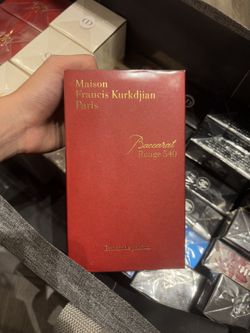 Maison
Francis Kurkdjian
Paris
Baccarat
Rouge 540